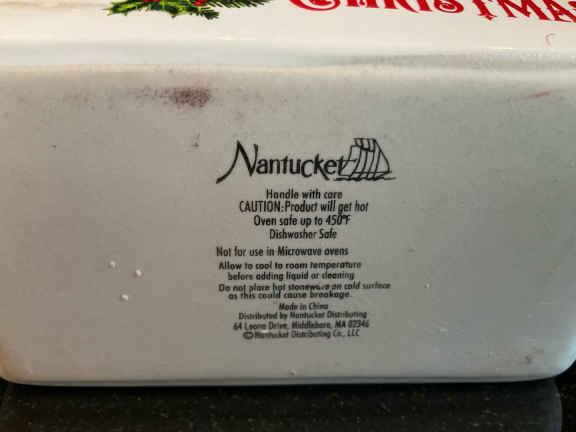 CHRISTMAS
Nantucket
Handle with care
CAUTION:Product will get hot
Oven safe up to 450°F
Dishwasher Safe
Not for use in Microwave ovens
Allow to cool to room temperature
before adding liquid or cleaning
Do not place hot stoneware on cold surface
as this could cause breakage.
Made in China
Distributed by Nantucket Distributing
64 Leona Drive, Middleboro, MA 02346
©Nantucket Distributing Co., LLC